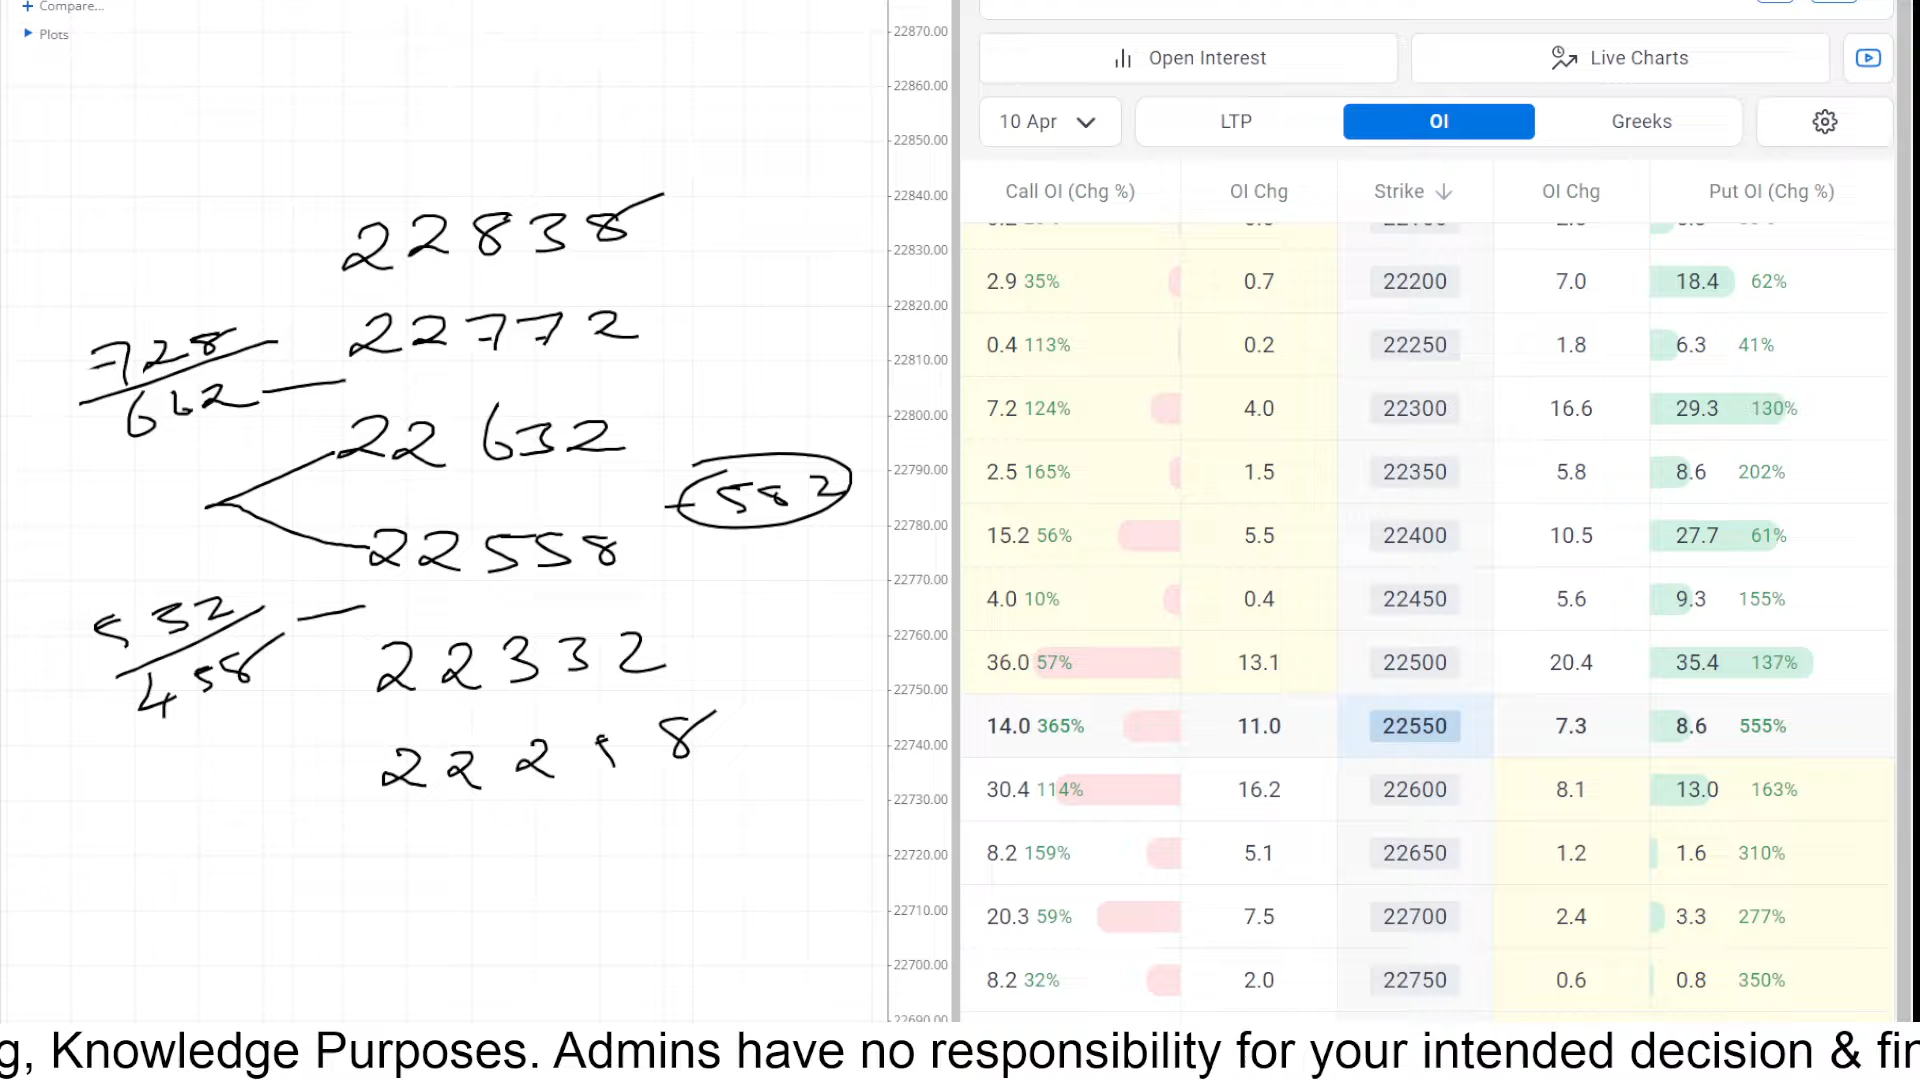 + Compare...
Plots
22870.00
22860.00
22850.00
22840.00
22830.00
22820.00
22810.00
22800.00
22790.00
22780.00
22770.00
22760.00
22750.00
22740.00
22730.00
22720.00
22710.00
22700.00
22690.00
22838
22772
728
662
22632
582
22558
532
458
22332
222 8
Open Interest Live Charts
10 Apr LTP OI Greeks
Call OI (Chg %) OI Chg Strike OI Chg Put OI (Chg %)
2.9 35% 0.7 22200 7.0 18.4 62%
0.4 113% 0.2 22250 1.8 6.3 41%
7.2 124% 4.0 22300 16.6 29.3 130%
2.5 165% 1.5 22350 5.8 8.6 202%
15.2 56% 5.5 22400 10.5 27.7 61%
4.0 10% 0.4 22450 5.6 9.3 155%
36.0 57% 13.1 22500 20.4 35.4 137%
14.0 365% 11.0 22550 7.3 8.6 555%
30.4 114% 16.2 22600 8.1 13.0 163%
8.2 159% 5.1 22650 1.2 1.6 310%
20.3 59% 7.5 22700 2.4 3.3 277%
8.2 32% 2.0 22750 0.6 0.8 350%
g, Knowledge Purposes. Admins have no responsibility for your intended decision & fin